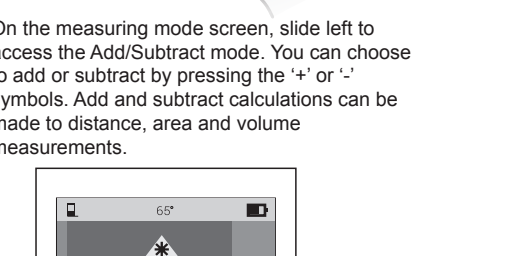 On the measuring mode screen, slide left to
access the Add/Subtract mode. You can choose
to add or subtract by pressing the ‘+’ or ‘-’
symbols. Add and subtract calculations can be
made to distance, area and volume
measurements.
65°